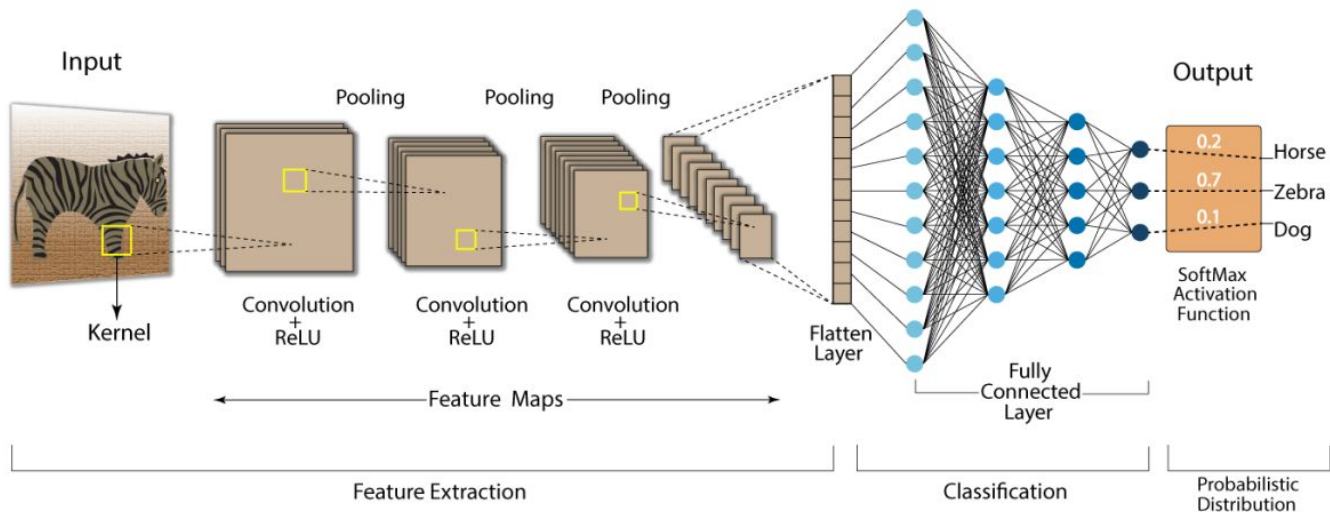 Input
Pooling
Pooling
Pooling
Output
0.2
Horse
0.7
Zebra
0.1
Dog
SoftMax
Activation
Function
Kernel
Convolution
+
ReLU
Convolution
+
ReLU
Convolution
+
ReLU
Flatten
Layer
Fully
Connected
Layer
Feature Maps
Feature Extraction
Classification
Probabilistic
Distribution